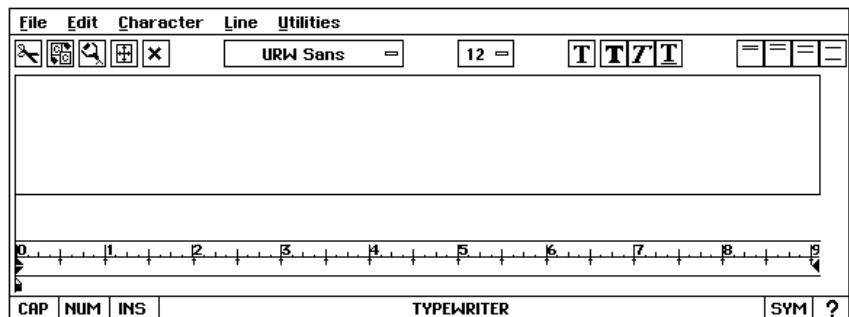 File Edit Character Line Utilities
URW Sans 12 T T T T
0 1 2 3 4 5 6 7 8 9
CAP NUM INS TYPEWRITER SYM ?